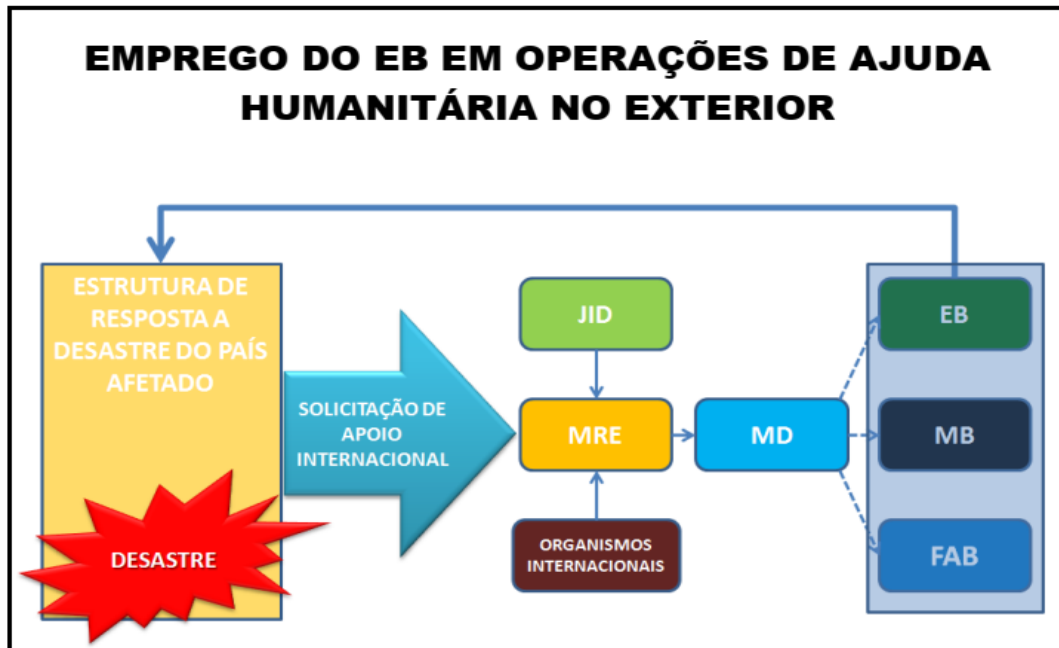 EMPREGO DO EB EM OPERAÇÕES DE AJUDA
HUMANITÁRIA NO EXTERIOR
ESTRUTURA DE
RESPOSTA A
DESASTRE DO PAÍS
AFETADO
DESASTRE
SOLICITAÇÃO DE
APOIO
INTERNACIONAL
JID
MRE
ORGANISMOS
INTERNACIONAIS
MD
EB
MB
FAB